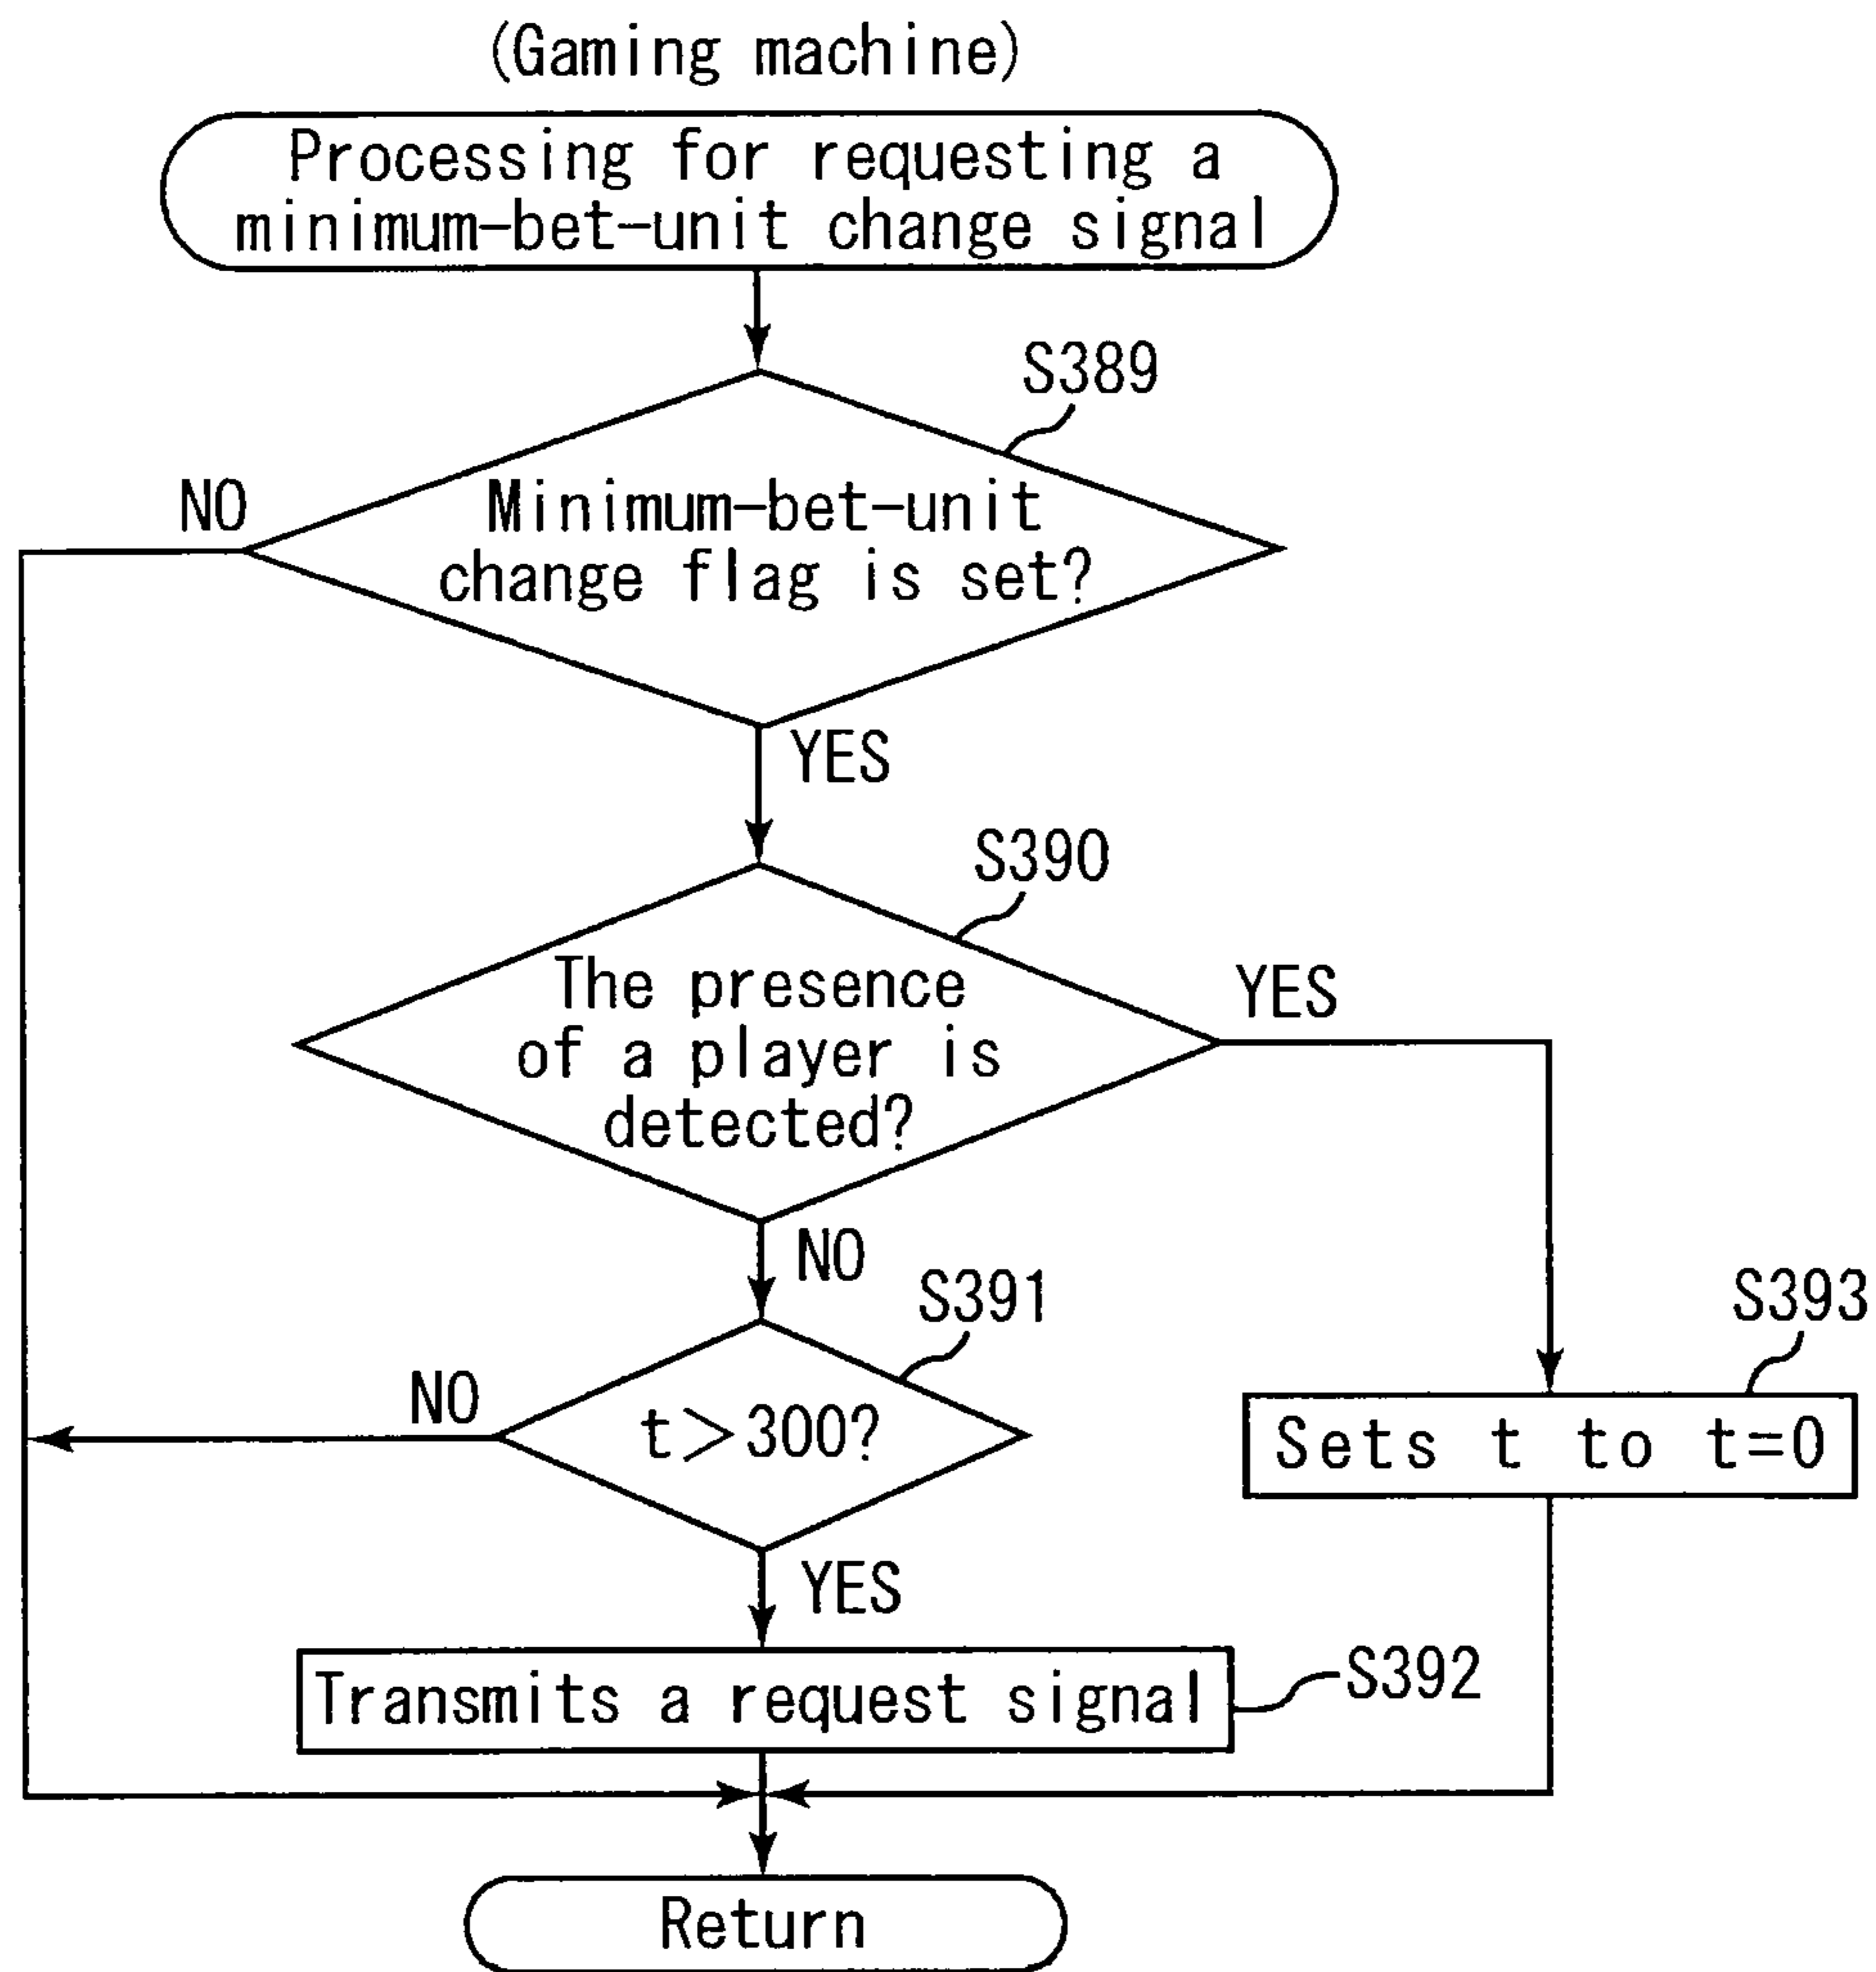 (Gaming machine)
Processing for requesting a
minimum-bet-unit change signal
S389
NO
Minimum-bet-unit
change flag is set?
YES
S390
The presence
of a player is
detected?
YES
NO
S391
S393
NO
t>300?
Sets t to t=0
YES
Transmits a request signal
S392
Return